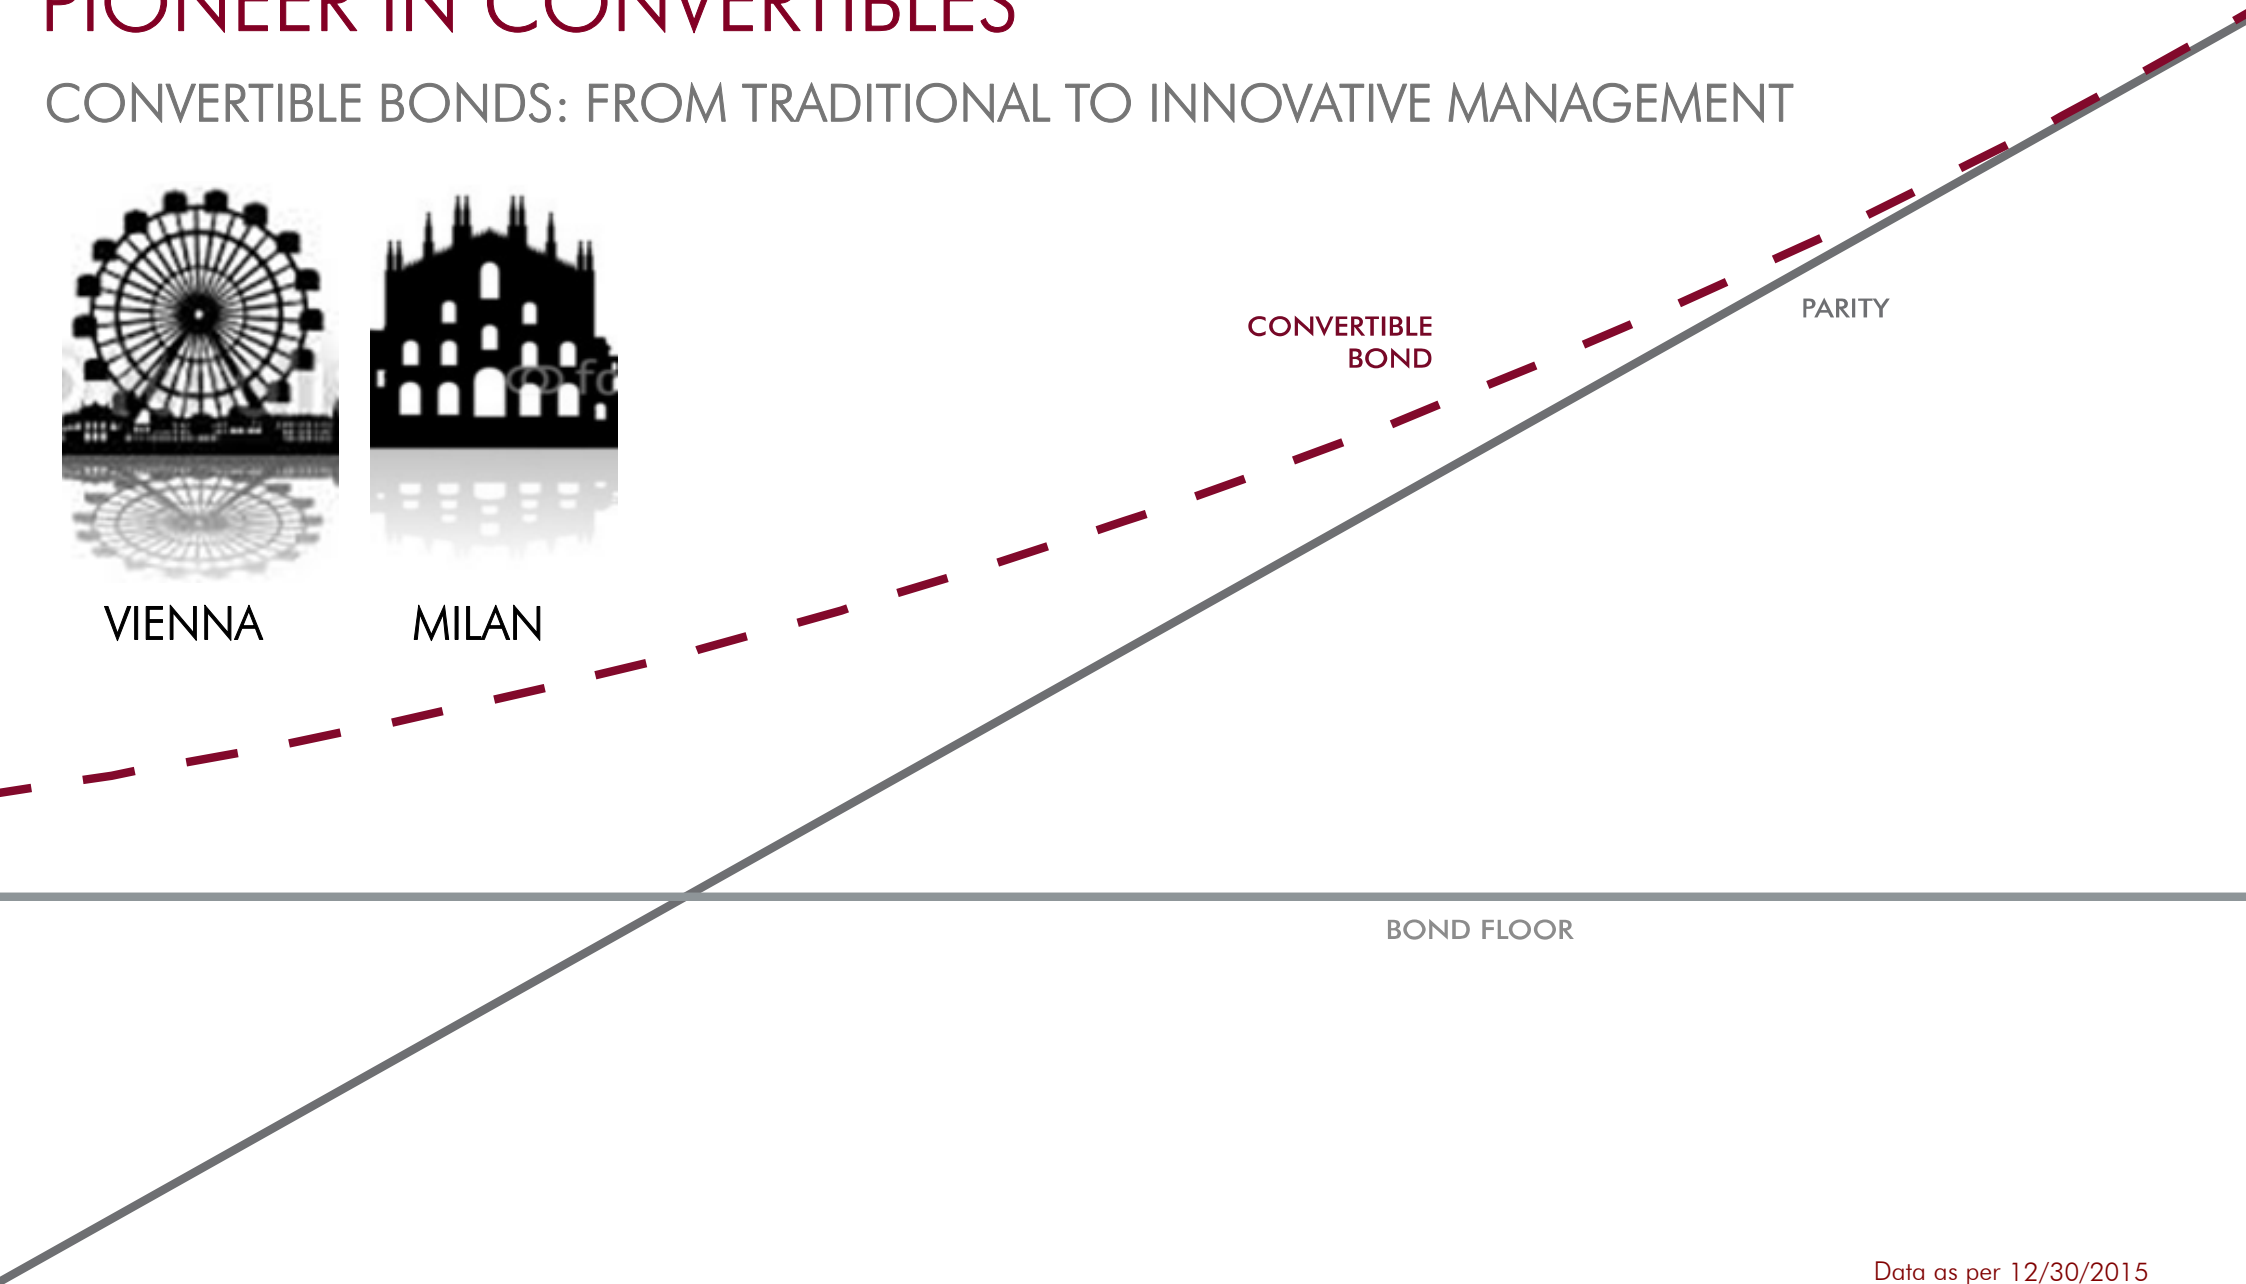 PIONEER IN CONVERTIBLES
CONVERTIBLE BONDS: FROM TRADITIONAL TO INNOVATIVE MANAGEMENT
CONVERTIBLE
BOND
PARITY
VIENNA
MILAN
BOND FLOOR
Data as per 12/30/2015